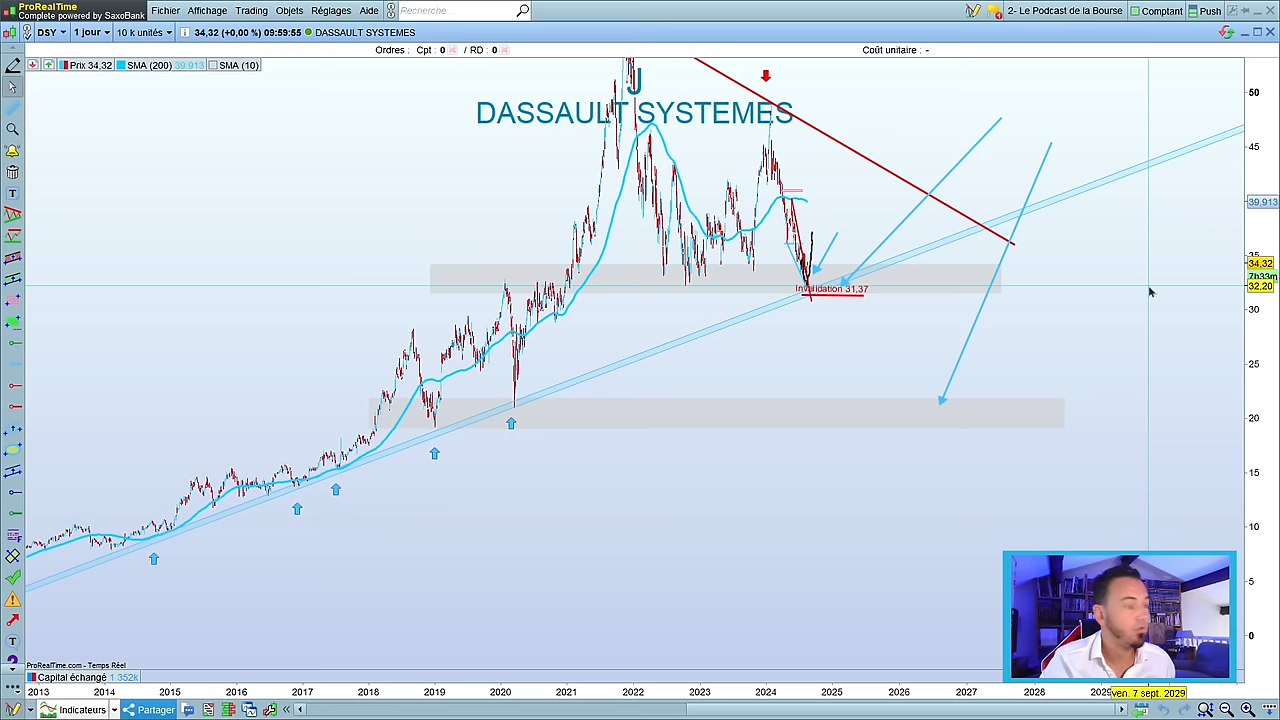 ProRealTime
Complete powered by SaxoBank
Fichier Affichage Trading Options Objets Réglages Aide Recherche
2- Le Podcast de la Bourse Comptant Push
DSY 1 jour 10 k unités 34,32 (+0,00 %) 09:59:55 DASSAULT SYSTEMES
Ordres : Cpt : 0 / RD : 0 Coût unitaire : -
Prix 34,32 SMA (200) 39.913 SMA (10)
J
DASSAULT SYSTEMES
50
45
39,913
35
34,32
7h33m
32,20
30
25
20
15
10
5
0
Invalidation 31,37
ProRealTime.com - Temps Réel
Capital échangé 1 352k
2013 2014 2015 2016 2017 2018 2019 2020 2021 2022 2023 2024 2025 2026 2027 2028 2029
ven. 7 sept. 2029
Indicateurs Partager